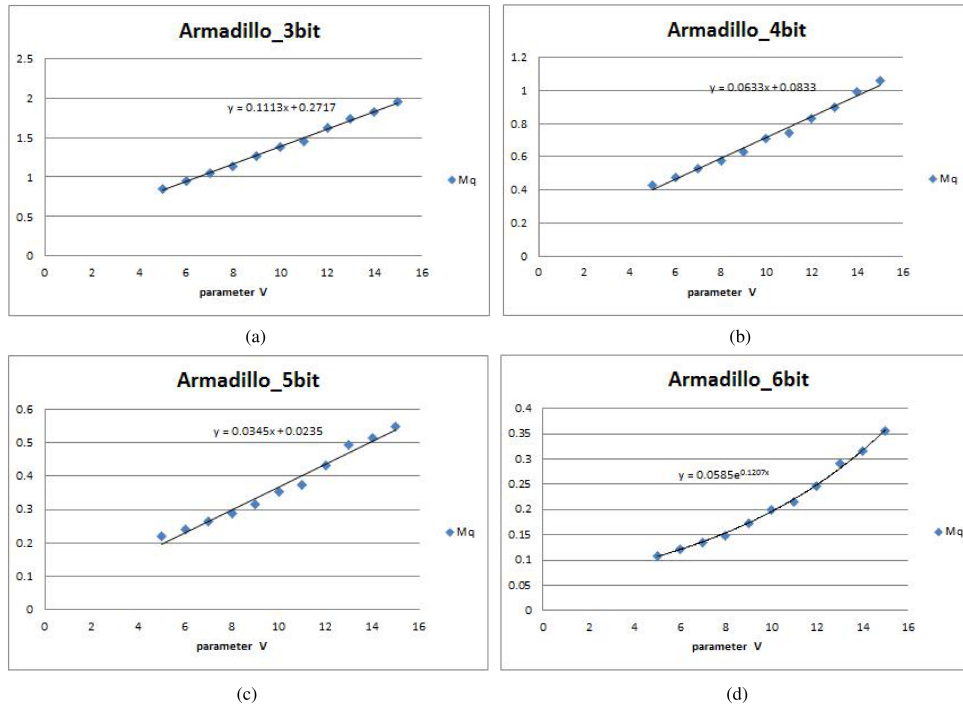 Armadillo_3bit
2.5
2
1.5
1
0.5
0
y = 0.1113x + 0.2717
Mq
0 2 4 6 8 10 12 14 16
parameter V
(a)
Armadillo_4bit
1.2
1
0.8
0.6
0.4
0.2
0
y = 0.0633x + 0.0833
Mq
0 2 4 6 8 10 12 14 16
parameter V
(b)
Armadillo_5bit
0.6
0.5
0.4
0.3
0.2
0.1
0
y = 0.0345x + 0.0235
Mq
0 2 4 6 8 10 12 14 16
parameter V
(c)
Armadillo_6bit
0.4
0.35
0.3
0.25
0.2
0.15
0.1
0.05
0
y = 0.0585e^0.1207x
Mq
0 2 4 6 8 10 12 14 16
parameter V
(d)